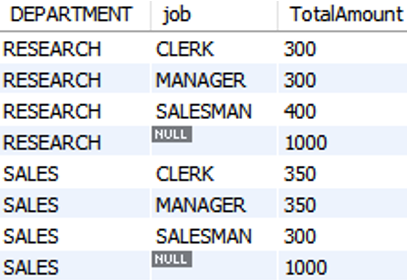 DEPARTMENT job TotalAmount
RESEARCH CLERK 300
RESEARCH MANAGER 300
RESEARCH SALESMAN 400
RESEARCH NULL 1000
SALES CLERK 350
SALES MANAGER 350
SALES SALESMAN 300
SALES NULL 1000